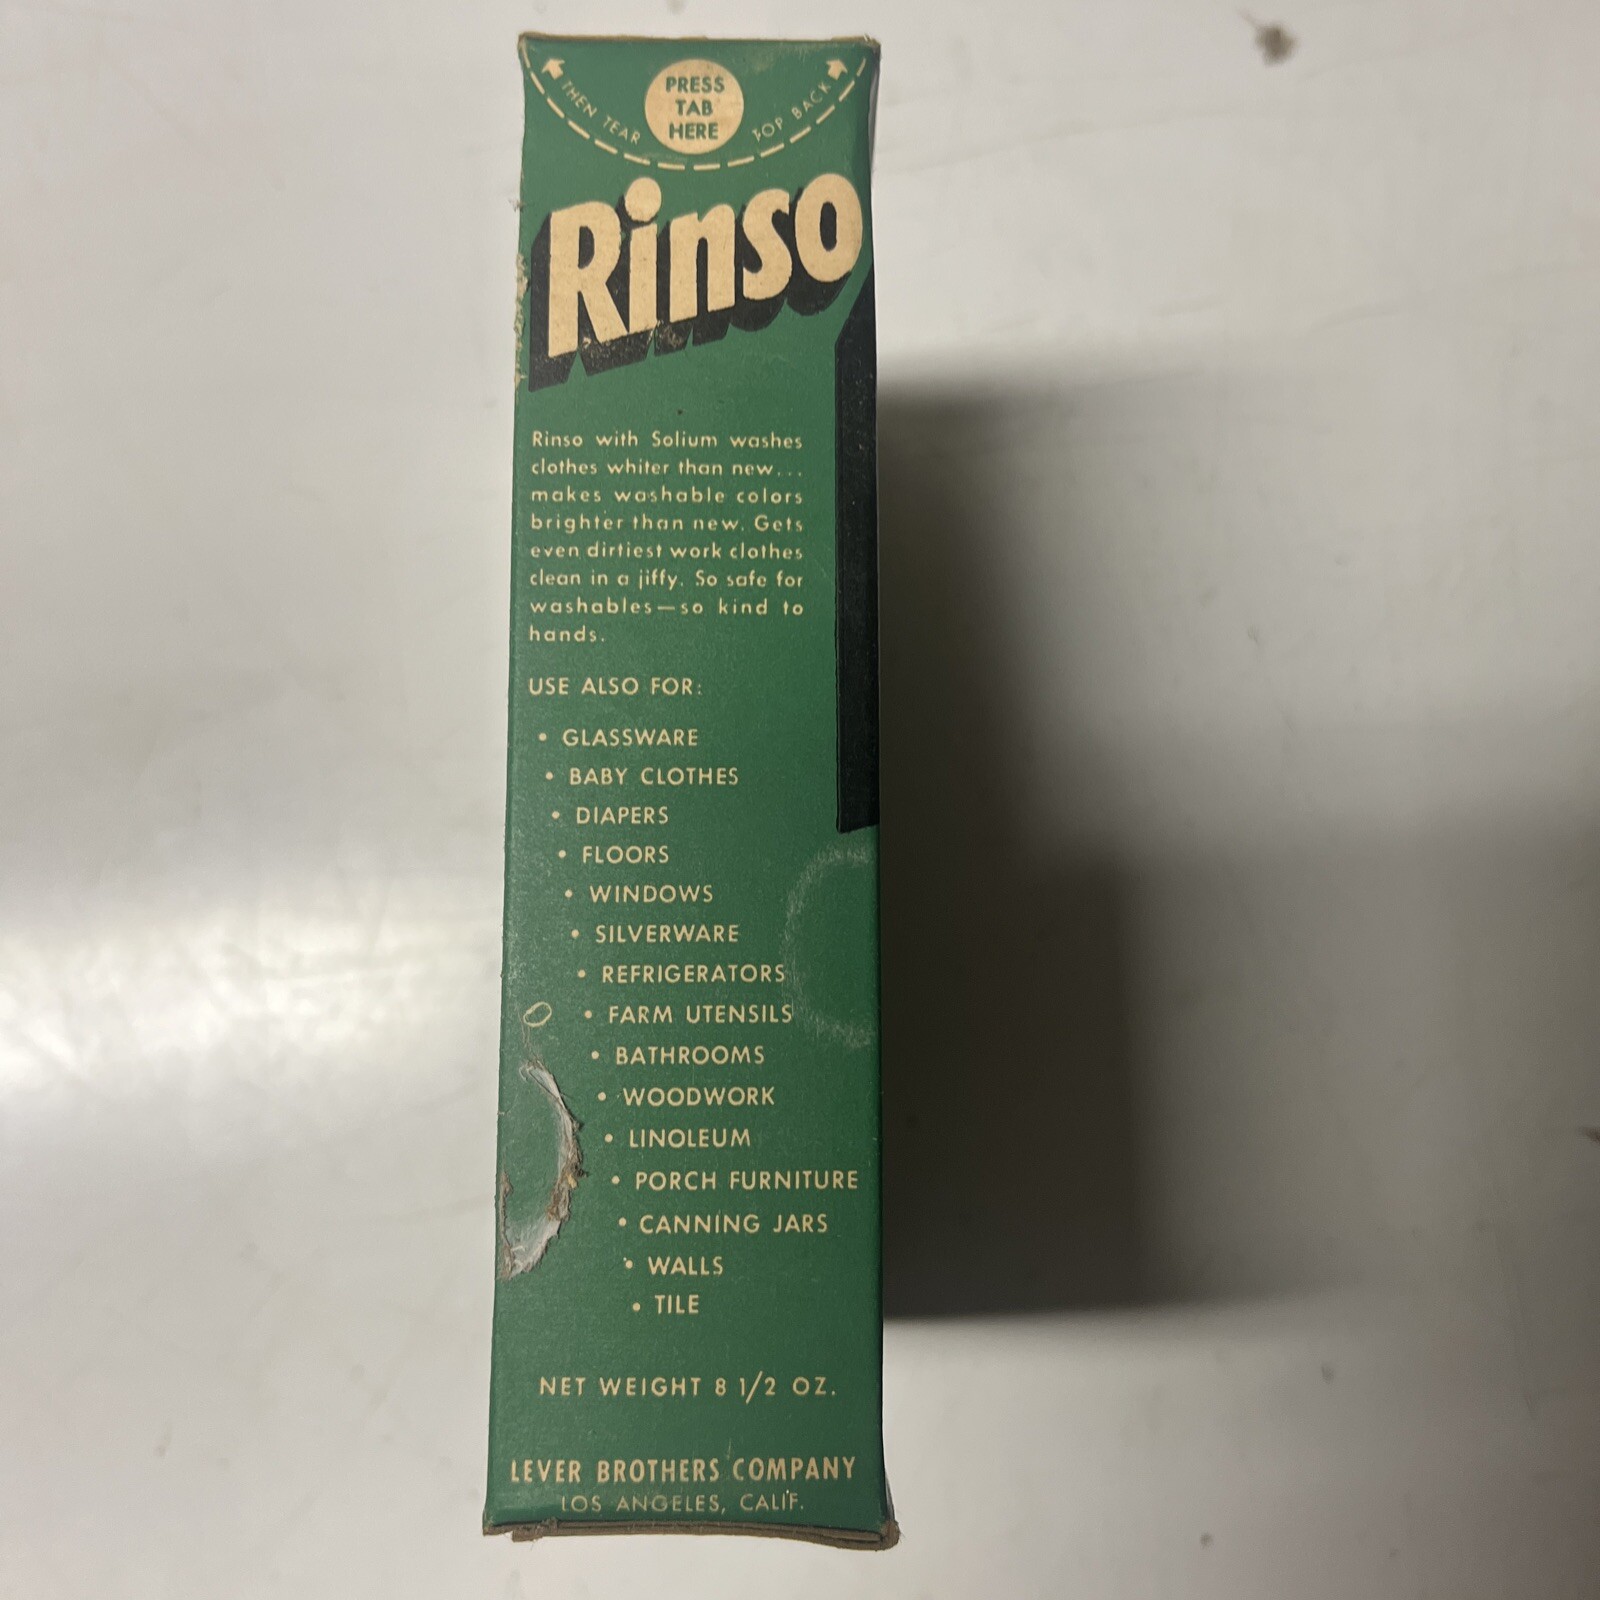 PRESS
TAB
HERE
THEN TEAR
TOP BACK
Rinso
Rinso with Solium washes
clothes whiter than new...
makes washable colors
brighter than new. Gets
even dirtiest work clothes
clean in a jiffy. So safe for
washables—so kind to
hands.
USE ALSO FOR:
• GLASSWARE
• BABY CLOTHES
• DIAPERS
• FLOORS
• WINDOWS
• SILVERWARE
• REFRIGERATORS
• FARM UTENSILS
• BATHROOMS
• WOODWORK
• LINOLEUM
• PORCH FURNITURE
• CANNING JARS
• WALLS
• TILE
NET WEIGHT 8 1/2 OZ.
LEVER BROTHERS COMPANY
LOS ANGELES, CALIF.